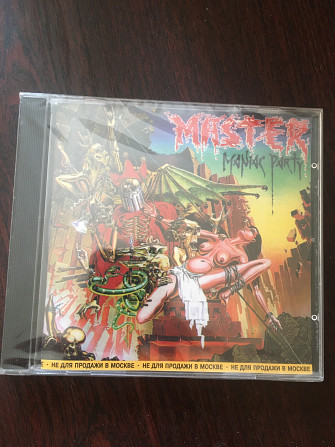 MASTER
Maniac Party
Е · НЕ ДЛЯ ПРОДАЖИ В МОСКВЕ · НЕ ДЛЯ ПРОДАЖИ В МОСКВЕ · НЕ ДЛЯ ПРОДАЖИ В МОСКВЕ